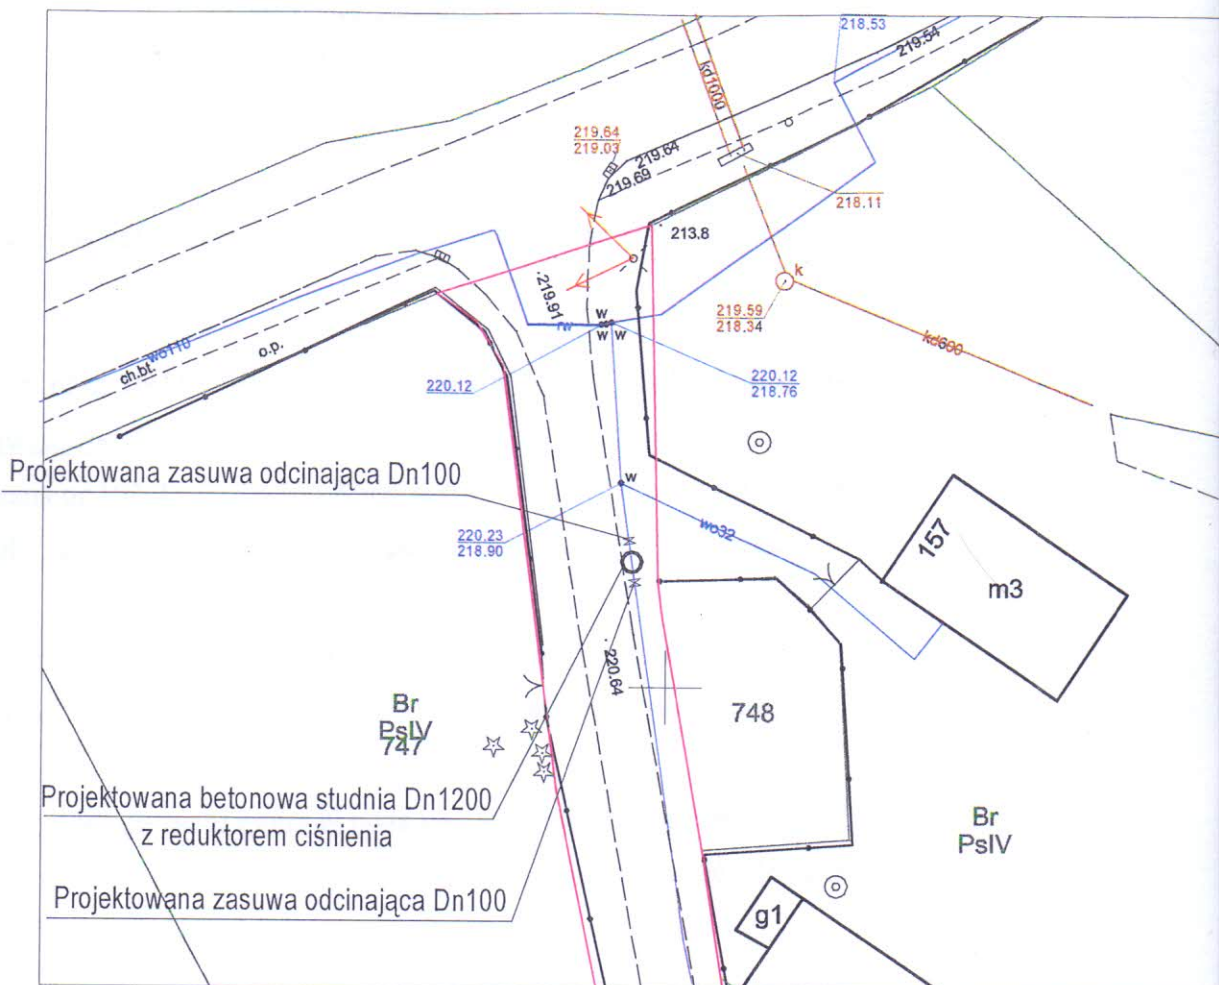 218.53
219.54
kd1000
219.64
219.03
219.64
219.69
218.11
.213.8
k
.219.91
w
rw
w
w
219.59
218.34
kd600
wo110
o.p.
ch.bt.
220.12
220.12
218.76
Projektowana zasuwa odcinająca Dn100
w
220.23
218.90
wo32
157
m3
.220.64
Br
PsIV
747
748
Projektowana betonowa studnia Dn1200
z reduktorem ciśnienia
Br
PsIV
Projektowana zasuwa odcinająca Dn100
g1